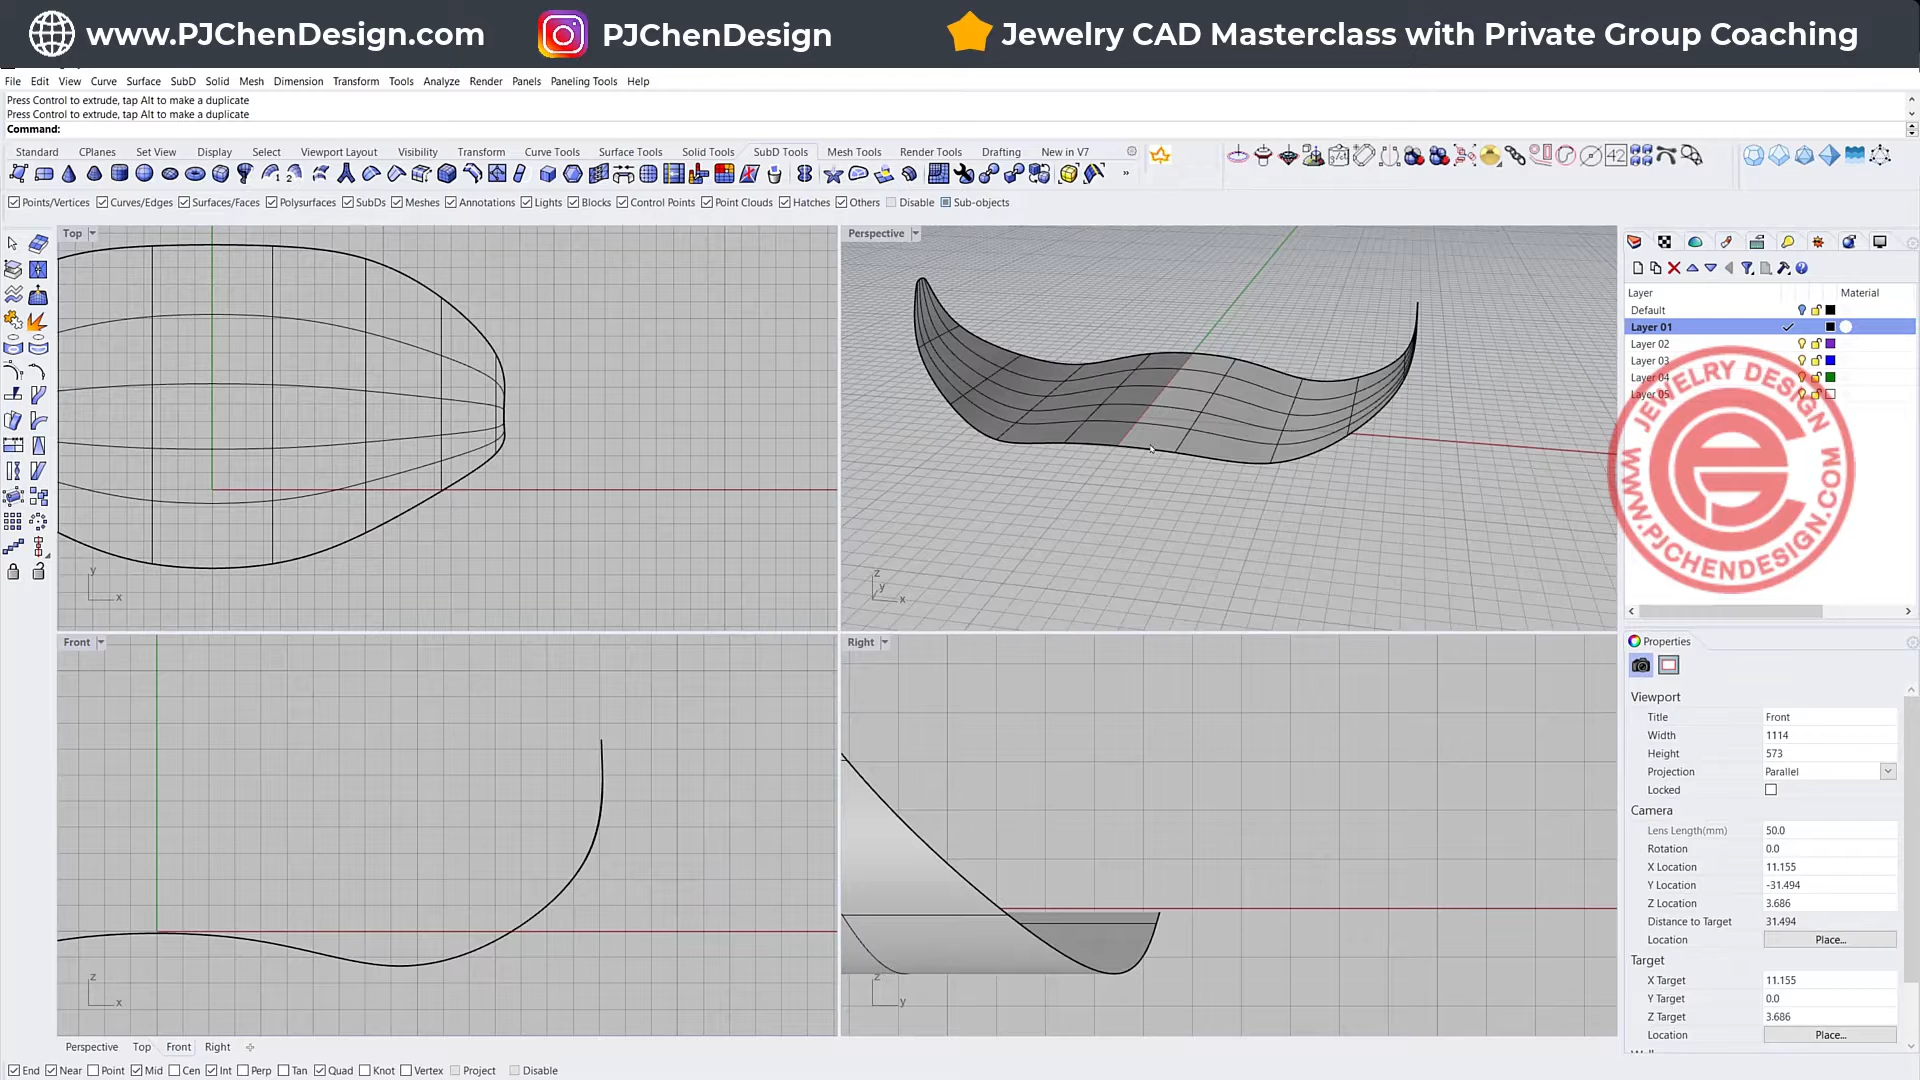 www.PJChenDesign.com PJChenDesign Jewelry CAD Masterclass with Private Group Coaching
File Edit View Curve Surface SubD Solid Mesh Dimension Transform Tools Analyze Render Panels Paneling Tools Help
Press Control to extrude, tap Alt to make a duplicate
Press Control to extrude, tap Alt to make a duplicate
Command:
Standard CPlanes Set View Display Select Viewport Layout Visibility Transform Curve Tools Surface Tools Solid Tools SubD Tools Mesh Tools Render Tools Drafting New in V7
Points/Vertices Curves/Edges Surfaces/Faces Polysurfaces SubDs Meshes Annotations Lights Blocks Control Points Point Clouds Hatches Others Disable Sub-objects
Top
y
x
Perspective
z
y
x
Layer Material
Default
Layer 01
Layer 02
Layer 03
Layer 04
Layer 05
JEWELRY DESIGN
WWW.PJCHENDESIGN.COM
Front
z
x
Right
z
y
Properties
Viewport
Title Front
Width 1114
Height 573
Projection Parallel
Locked
Camera
Lens Length(mm) 50.0
Rotation 0.0
X Location 11.155
Y Location -31.494
Z Location 3.686
Distance to Target 31.494
Location Place...
Target
X Target 11.155
Y Target 0.0
Z Target 3.686
Location Place...
Perspective Top Front Right
End Near Point Mid Cen Int Perp Tan Quad Knot Vertex Project Disable